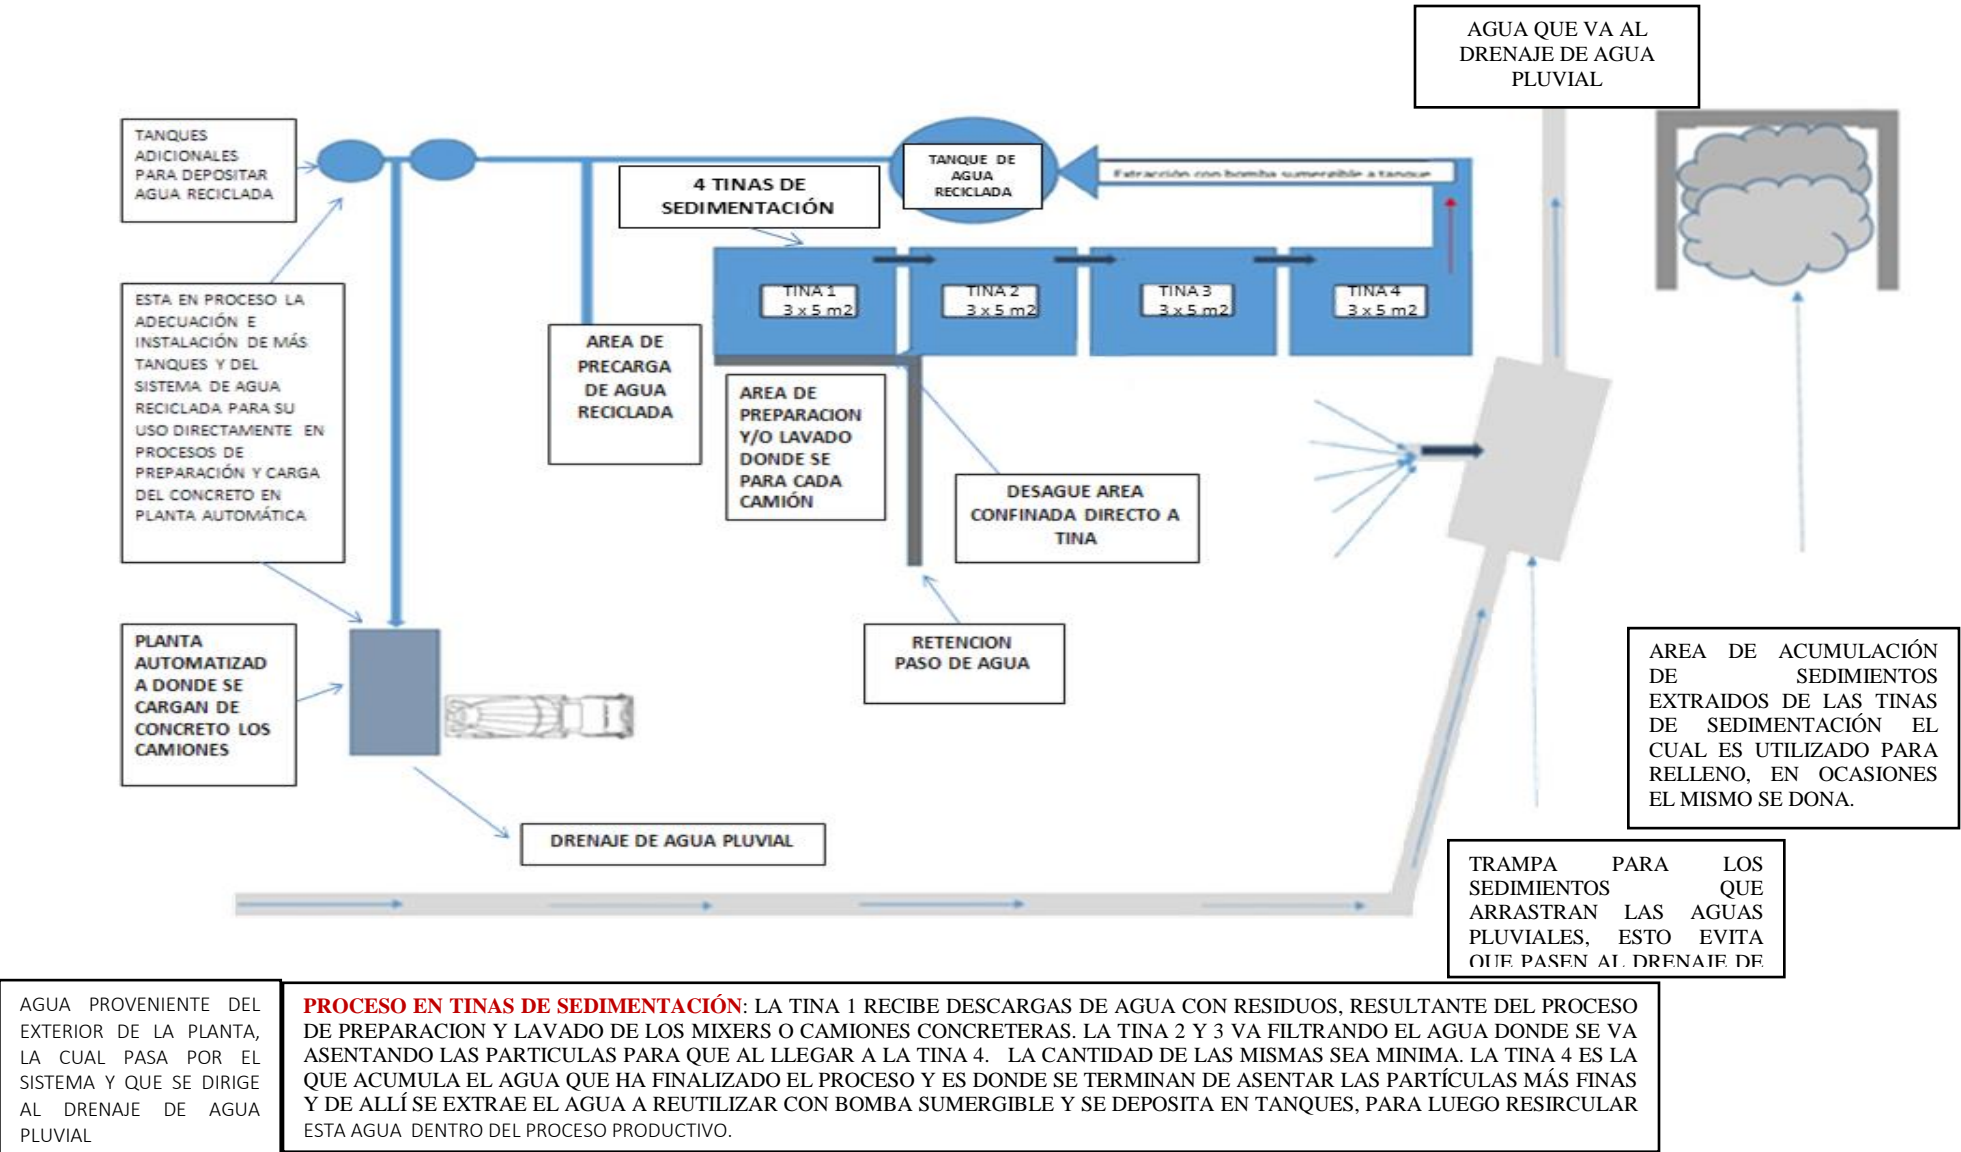 AGUA QUE VA AL
DRENAJE DE AGUA
PLUVIAL
TANQUES
ADICIONALES
PARA DEPOSITAR
AGUA RECICLADA
4 TINAS DE
SEDIMENTACIÓN
TANQUE DE
AGUA
RECICLADA
Extracción con bomba sumergible a tanque
TINA 1
3 x 5 m2
TINA 2
3 x 5 m2
TINA 3
3 x 5 m2
TINA 4
3 x 5 m2
ESTA EN PROCESO LA
ADECUACIÓN E
INSTALACIÓN DE MÁS
TANQUES Y DEL
SISTEMA DE AGUA
RECICLADA PARA SU
USO DIRECTAMENTE EN
PROCESOS DE
PREPARACIÓN Y CARGA
DEL CONCRETO EN
PLANTA AUTOMÁTICA
AREA DE
PRECARGA
DE AGUA
RECICLADA
AREA DE
PREPARACION
Y/O LAVADO
DONDE SE
PARA CADA
CAMIÓN
DESAGUE AREA
CONFINADA DIRECTO A
TINA
RETENCION
PASO DE AGUA
PLANTA
AUTOMATIZAD
A DONDE SE
CARGAN DE
CONCRETO LOS
CAMIONES
DRENAJE DE AGUA PLUVIAL
AREA DE ACUMULACIÓN
DE SEDIMENTOS
EXTRAIDOS DE LAS TINAS
DE SEDIMENTACIÓN EL
CUAL ES UTILIZADO PARA
RELLENO, EN OCASIONES
EL MISMO SE DONA.
TRAMPA PARA LOS
SEDIMIENTOS QUE
ARRASTRAN LAS AGUAS
PLUVIALES, ESTO EVITA
QUE PASEN AL DRENAJE DE
AGUA PROVENIENTE DEL
EXTERIOR DE LA PLANTA,
LA CUAL PASA POR EL
SISTEMA Y QUE SE DIRIGE
AL DRENAJE DE AGUA
PLUVIAL
PROCESO EN TINAS DE SEDIMENTACIÓN: LA TINA 1 RECIBE DESCARGAS DE AGUA CON RESIDUOS, RESULTANTE DEL PROCESO
DE PREPARACION Y LAVADO DE LOS MIXERS O CAMIONES CONCRETERAS. LA TINA 2 Y 3 VA FILTRANDO EL AGUA DONDE SE VA
ASENTANDO LAS PARTICULAS PARA QUE AL LLEGAR A LA TINA 4. LA CANTIDAD DE LAS MISMAS SEA MINIMA. LA TINA 4 ES LA
QUE ACUMULA EL AGUA QUE HA FINALIZADO EL PROCESO Y ES DONDE SE TERMINAN DE ASENTAR LAS PARTÍCULAS MÁS FINAS
Y DE ALLÍ SE EXTRAE EL AGUA A REUTILIZAR CON BOMBA SUMERGIBLE Y SE DEPOSITA EN TANQUES, PARA LUEGO RESIRCULAR
ESTA AGUA DENTRO DEL PROCESO PRODUCTIVO.